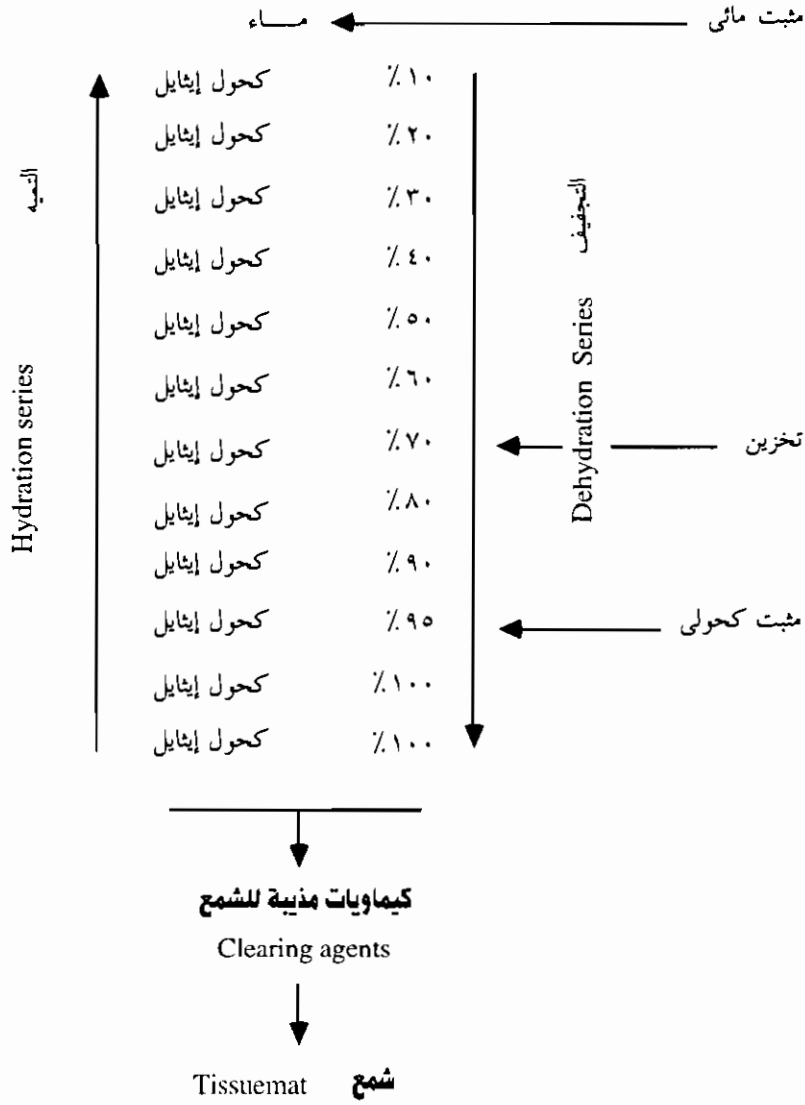 مثبت مائى ماء
٪١٠ كحول إيثايل
٪٢٠ كحول إيثايل
٪٣٠ كحول إيثايل
٪٤٠ كحول إيثايل
٪٥٠ كحول إيثايل
٪٦٠ كحول إيثايل
تخزين ٪٧٠ كحول إيثايل
٪٨٠ كحول إيثايل
٪٩٠ كحول إيثايل
مثبت كحولى ٪٩٥ كحول إيثايل
٪١٠٠ كحول إيثايل
٪١٠٠ كحول إيثايل
التجفيف
Dehydration Series
التميه
Hydration series
كيماويات مذيبة للشمع
Clearing agents
شمع Tissuemat